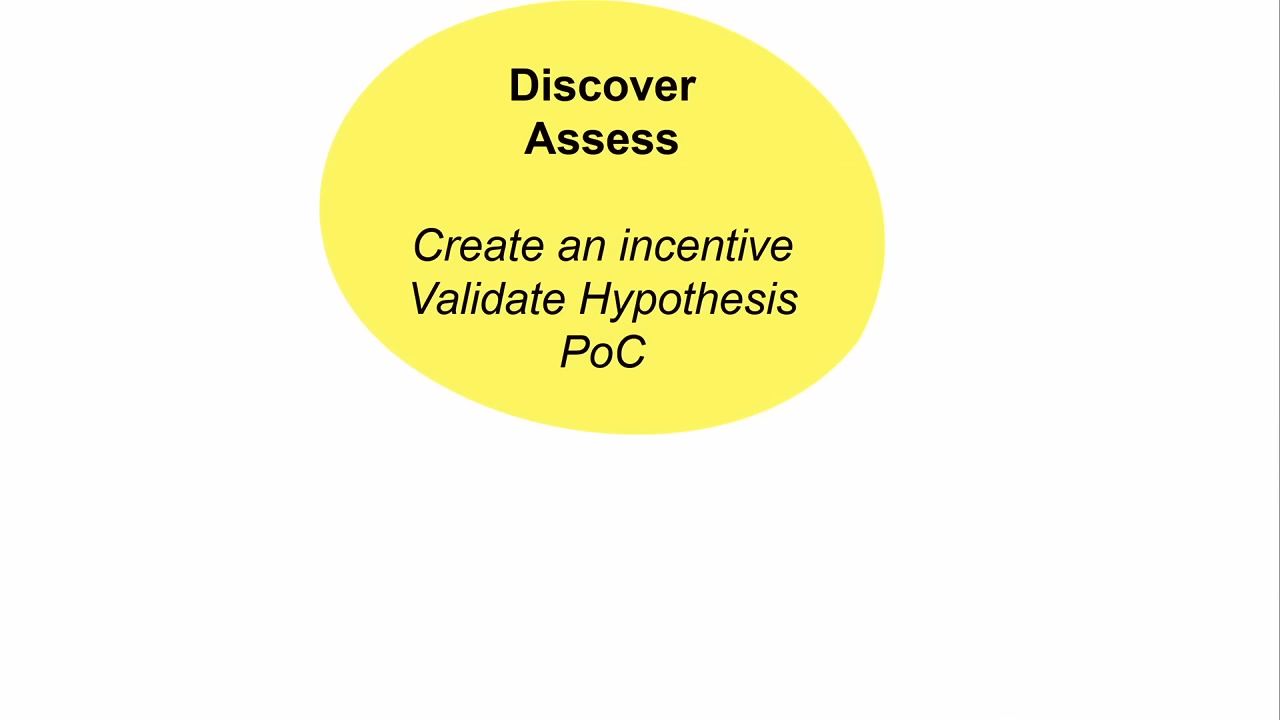 Discover
Assess
Create an incentive
Validate Hypothesis
PoC